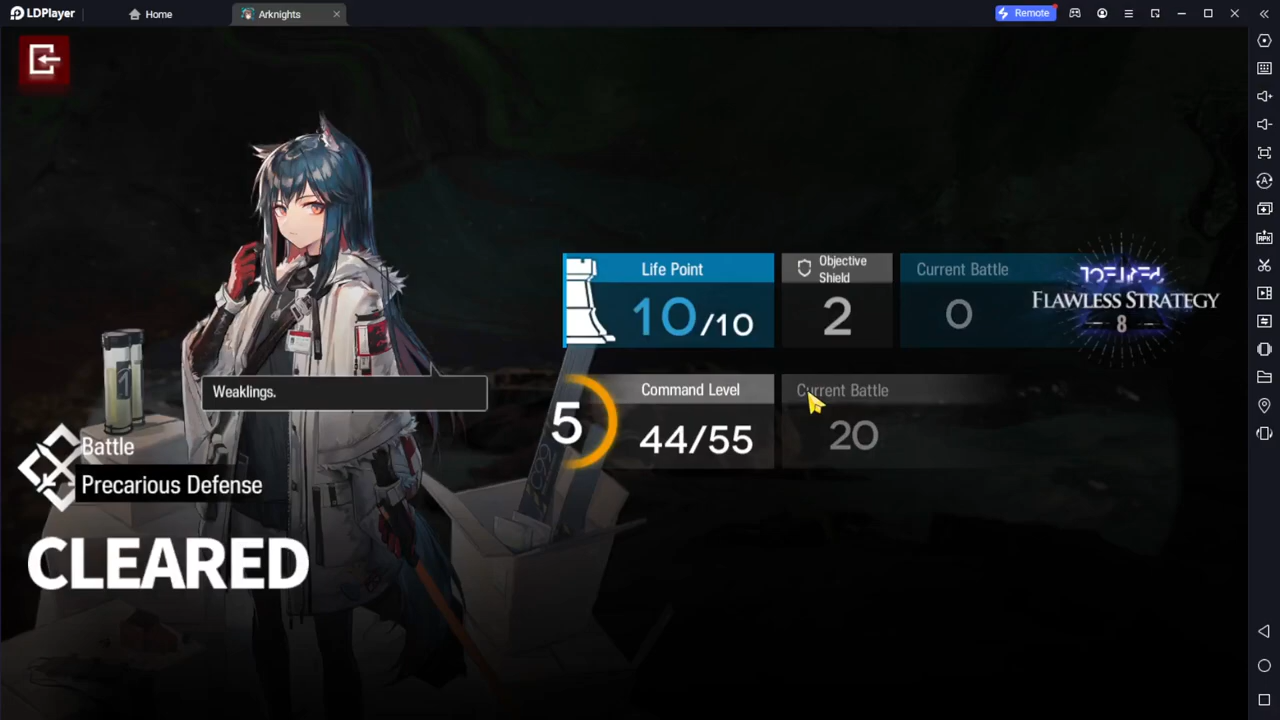 LDPlayer
Home
Arknights
Remote
Life Point
10/10
Objective
Shield
2
Current Battle
0
FLAWLESS STRATEGY
8
Command Level
5
44/55
Current Battle
20
Weaklings.
Battle
Precarious Defense
CLEARED